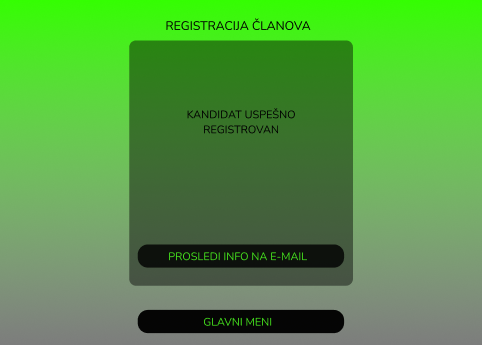 REGISTRACIJA ČLANOVA
KANDIDAT USPEŠNO
REGISTROVAN
PROSLEDI INFO NA E-MAIL
GLAVNI MENI